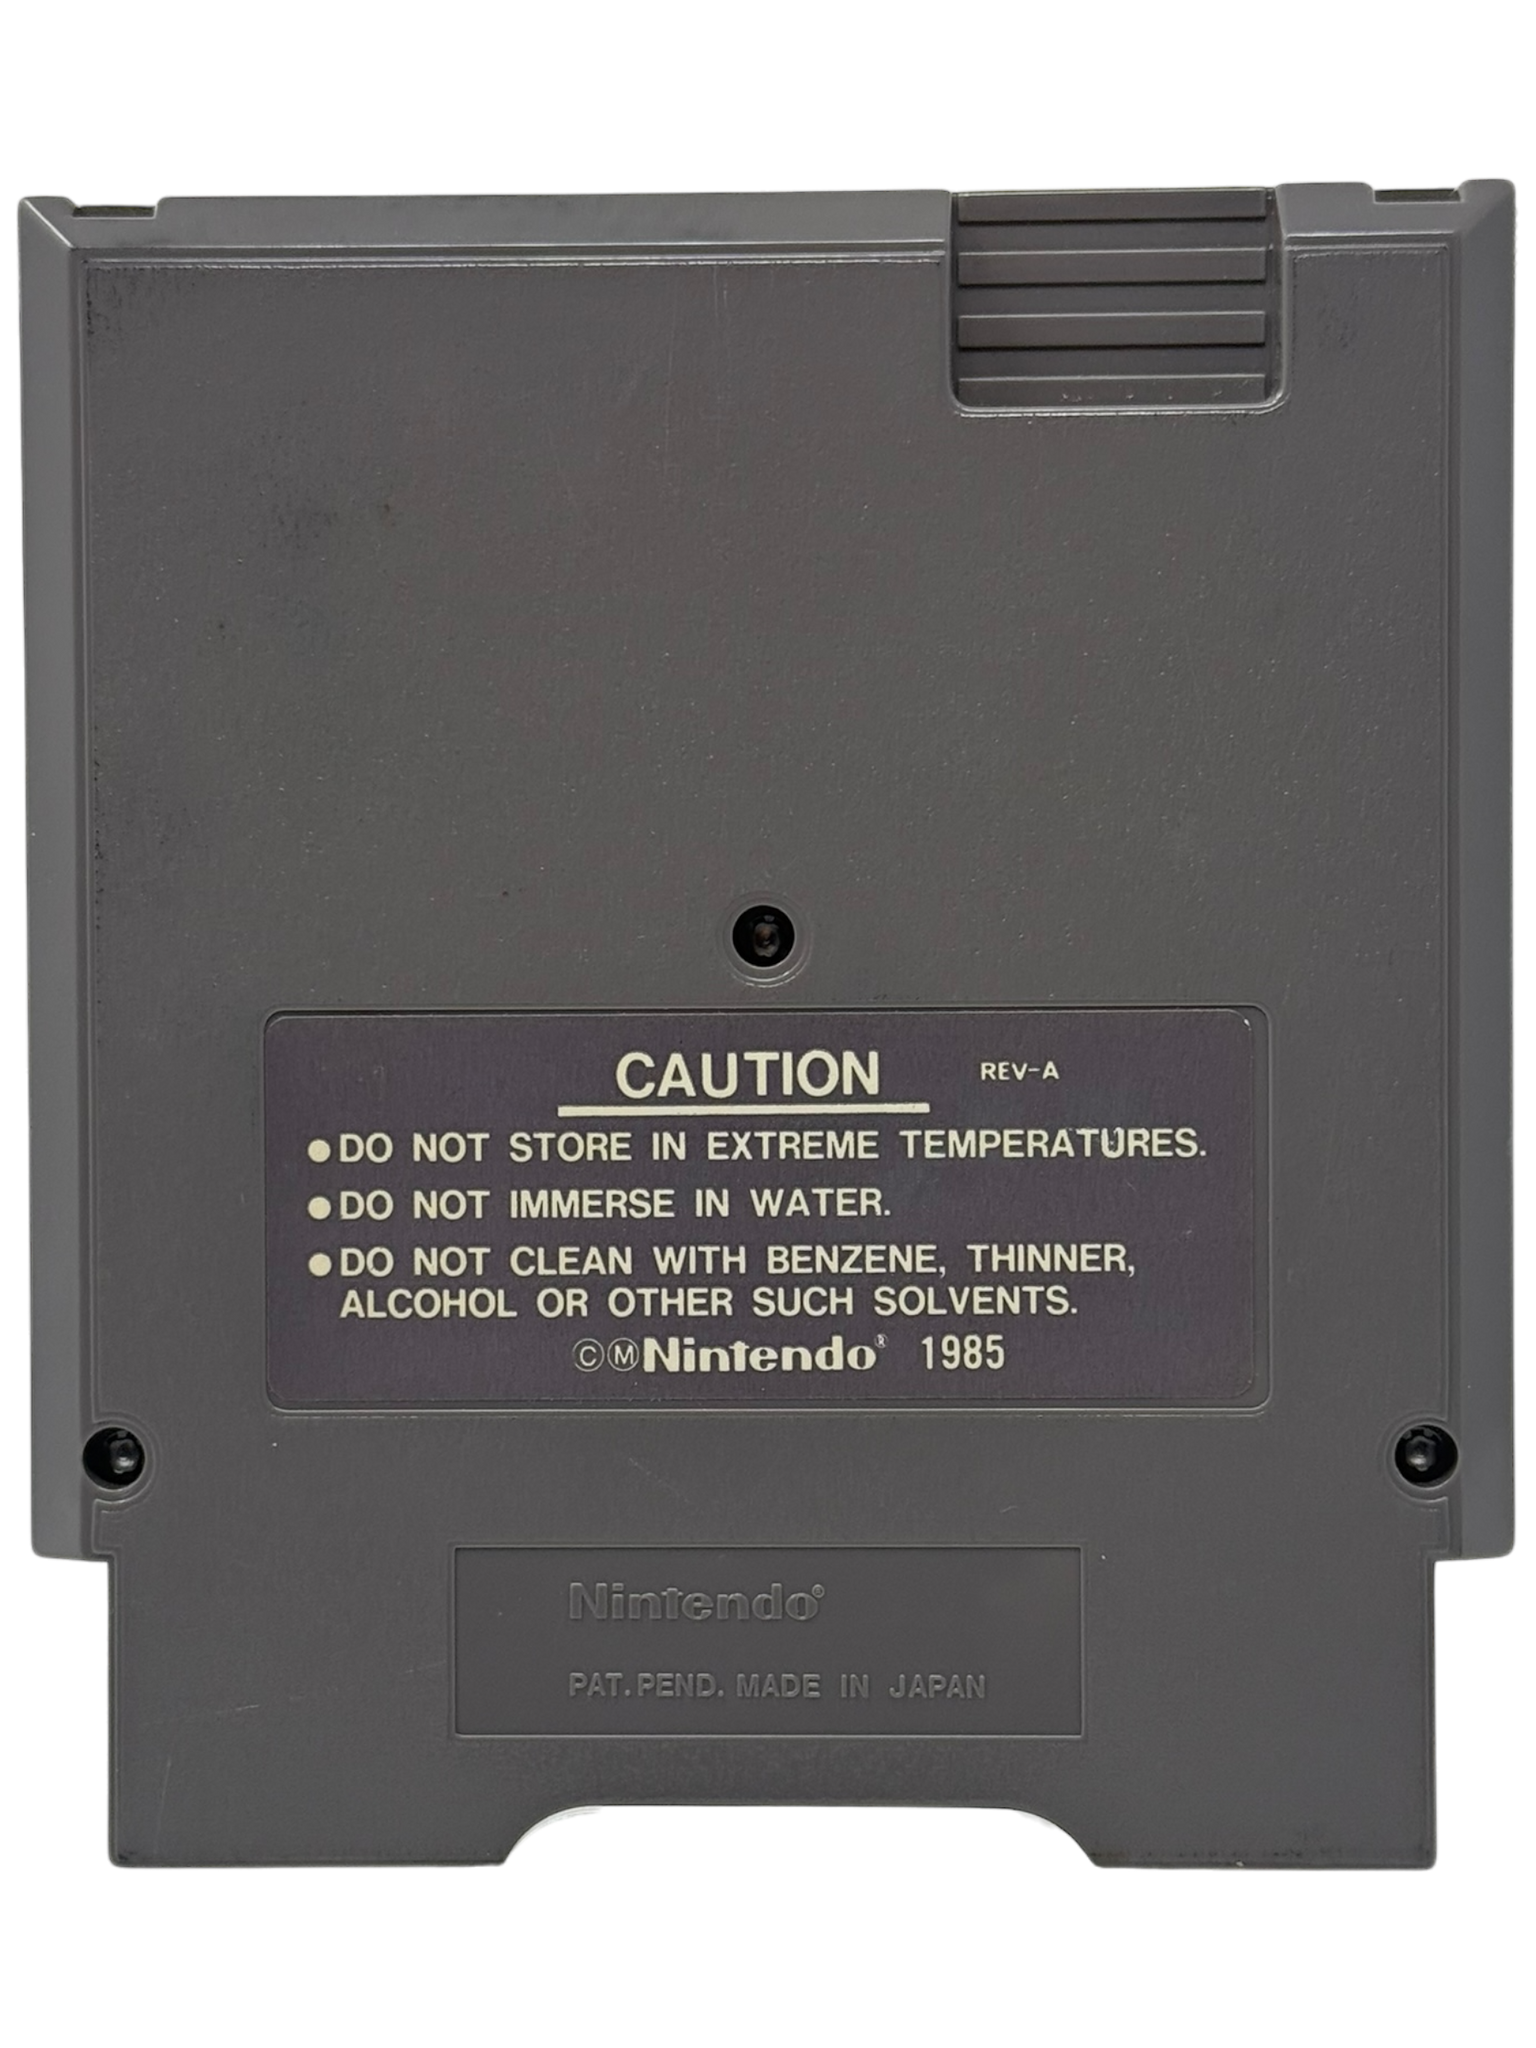 CAUTION REV-A
●DO NOT STORE IN EXTREME TEMPERATURES.
●DO NOT IMMERSE IN WATER.
●DO NOT CLEAN WITH BENZENE, THINNER,
ALCOHOL OR OTHER SUCH SOLVENTS.
ⒸⓂNintendo® 1985
Nintendo®
PAT. PEND. MADE IN JAPAN